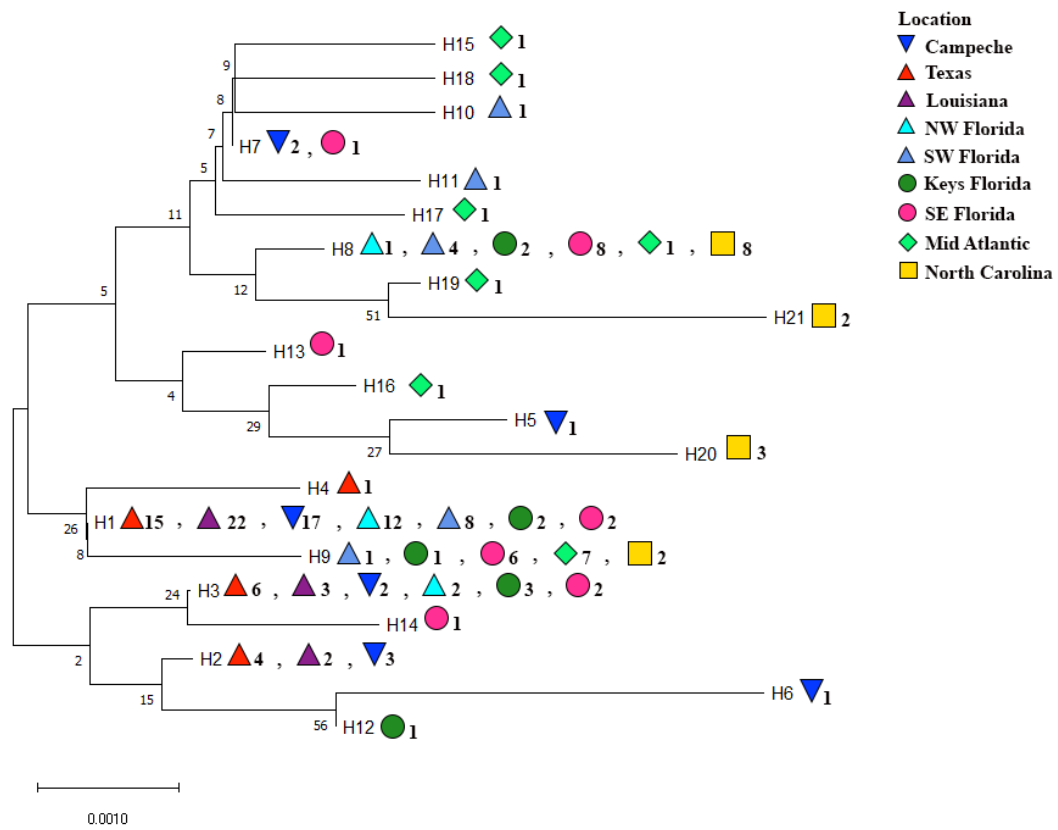 Location
Campeche
Texas
Louisiana
NW Florida
SW Florida
Keys Florida
SE Florida
Mid Atlantic
North Carolina
H15 1
9
H18 1
8
H10 1
7
H7 2 , 1
5
H11 1
H17 1
11
H8 1 , 4 , 2 , 8 , 1 , 8
H19 1
12
51
H21 2
5
H13 1
H16 1
4
H5 1
29
27
H20 3
H4 1
H1 15 , 22 , 17 , 12 , 8 , 2 , 2
26
8
H9 1 , 1 , 6 , 7 , 2
H3 6 , 3 , 2 , 2 , 3 , 2
24
H14 1
H2 4 , 2 , 3
2
H6 1
15
56
H12 1
0.0010